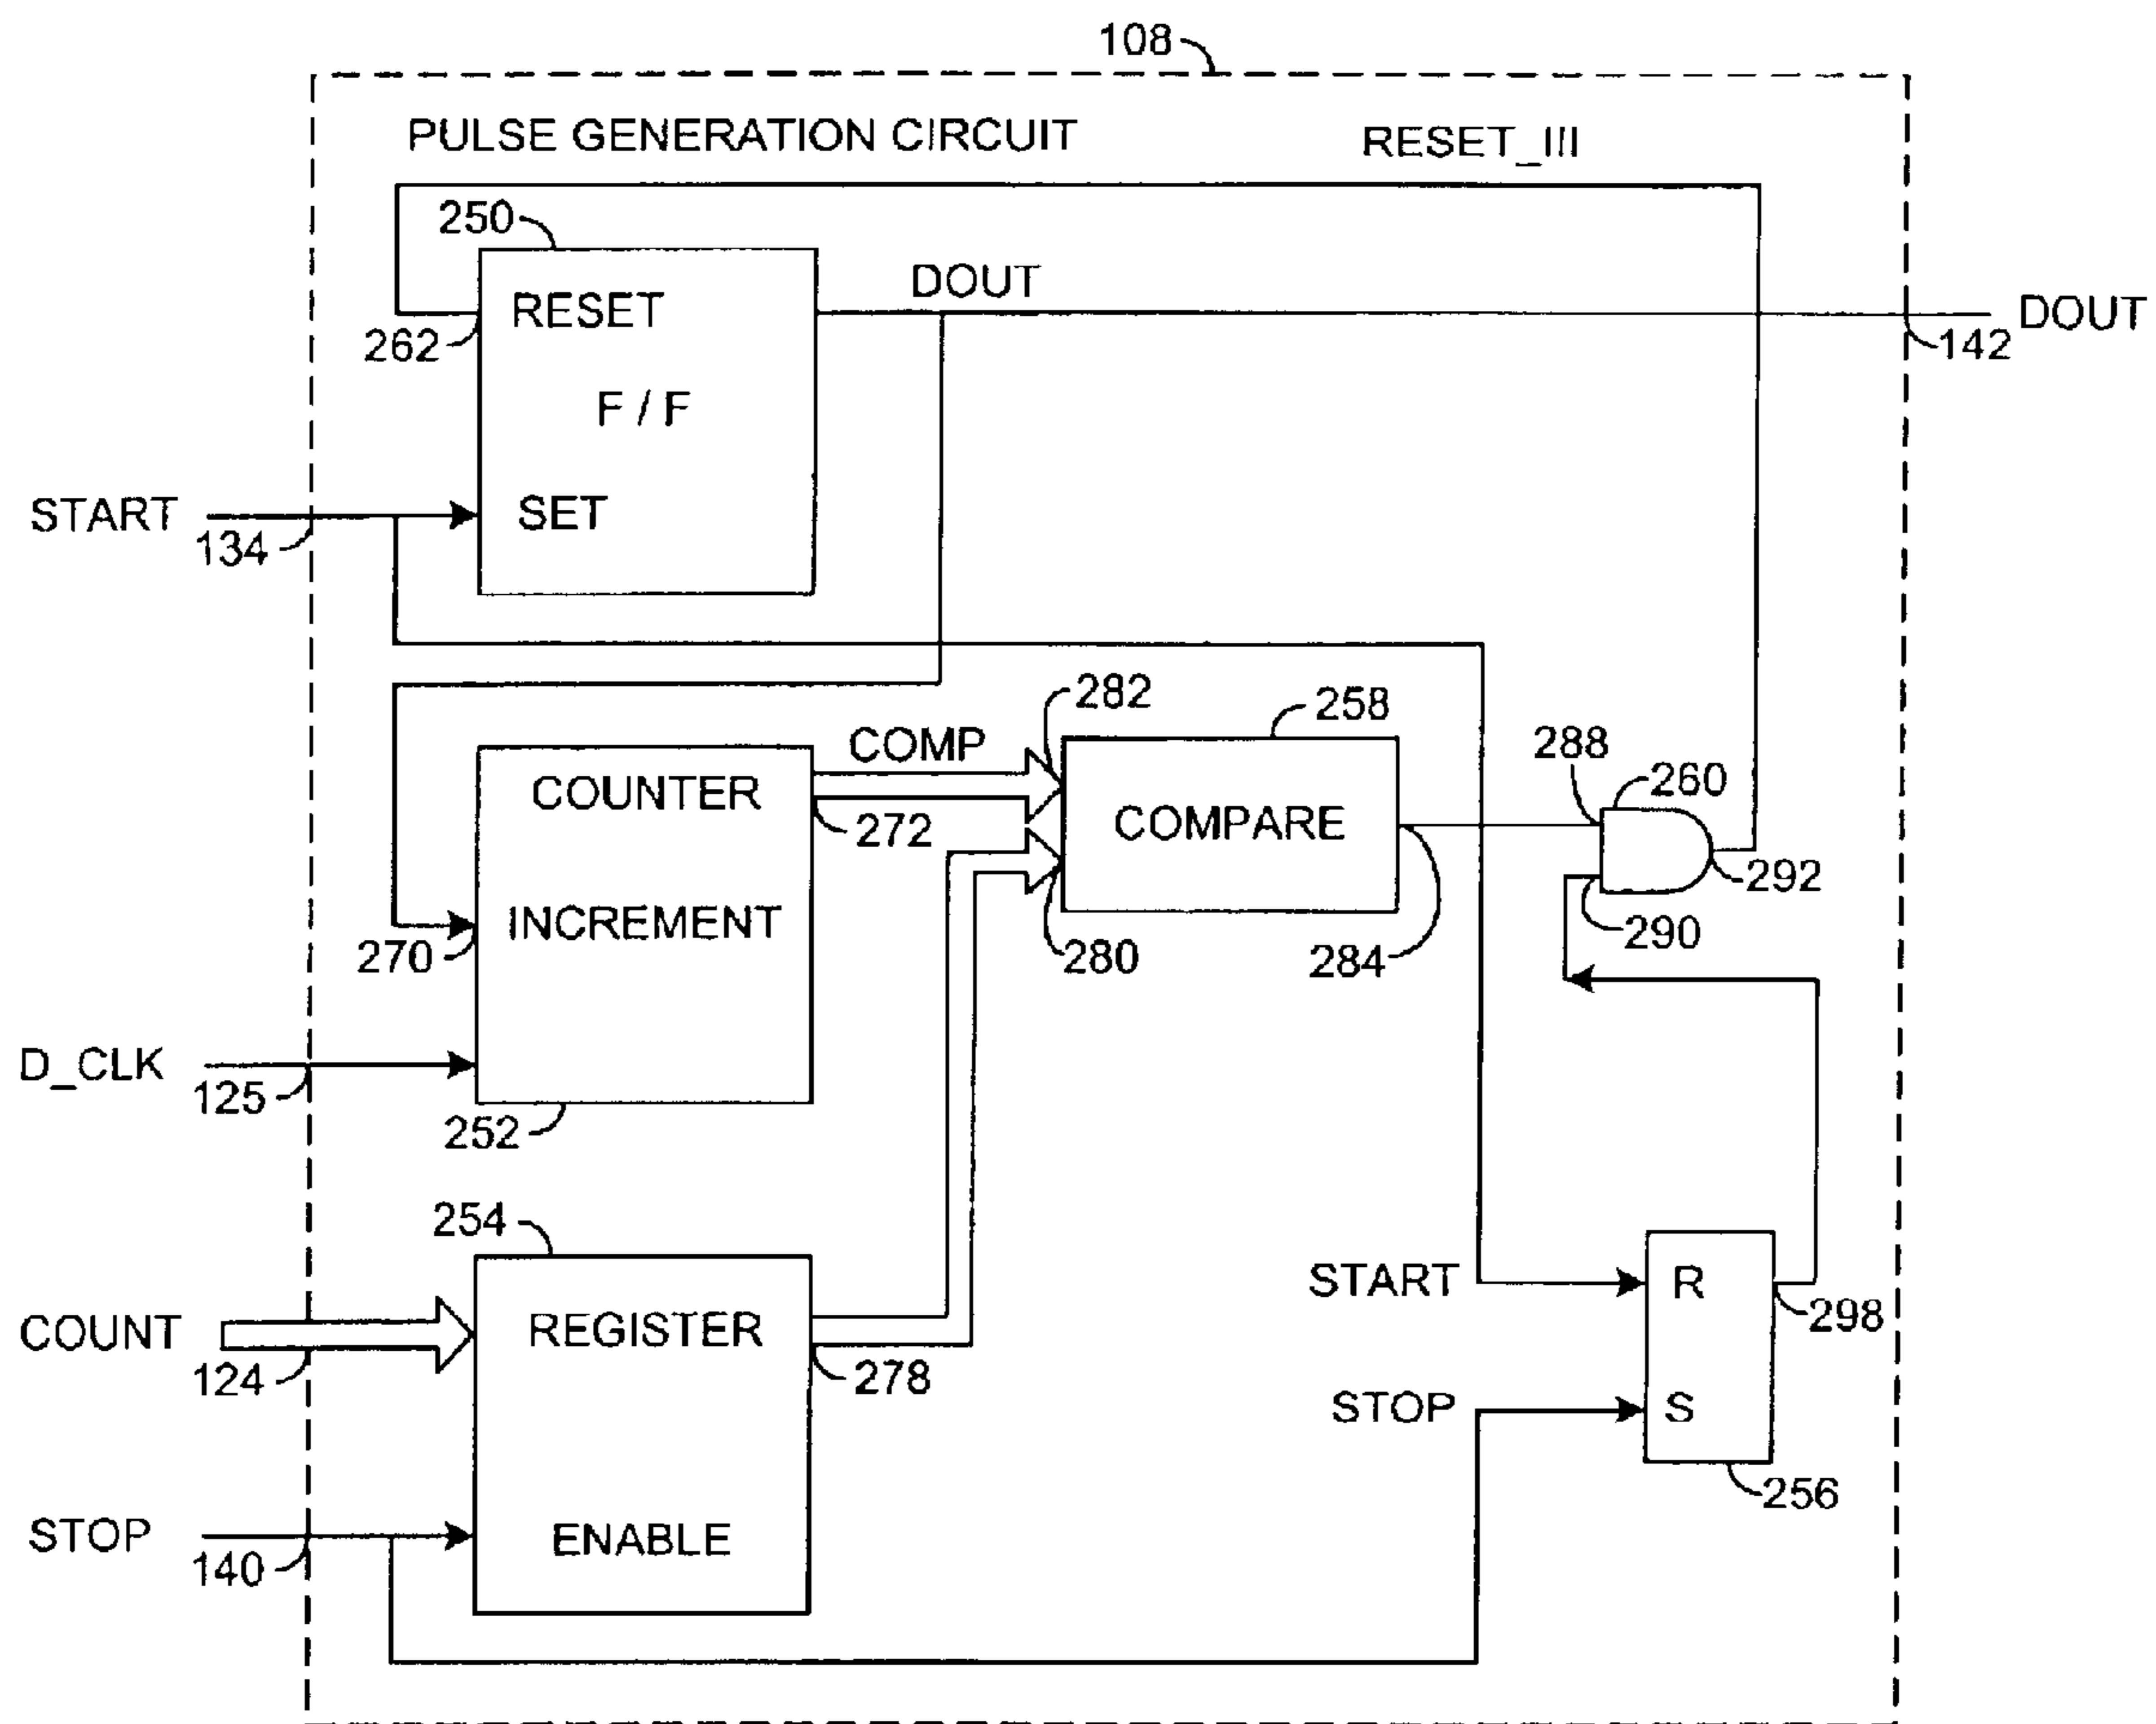 108
PULSE GENERATION CIRCUIT
RESET_III
250
DOUT
RESET
262
DOUT
142
F / F
START
SET
134
282
258
COMP
288
260
COUNTER
272
COMPARE
292
INCREMENT
270
280
284
290
D_CLK
125
252
254
START
R
298
COUNT
REGISTER
124
278
STOP
S
256
STOP
ENABLE
140